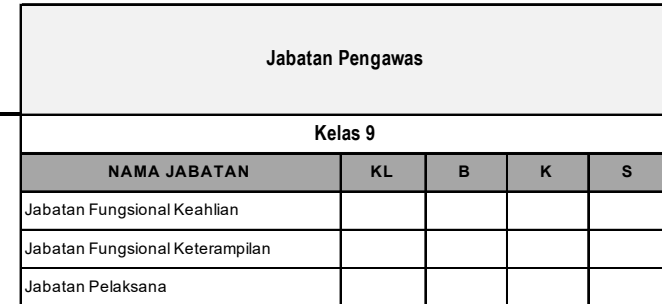 Jabatan Pengawas
Kelas 9
NAMA JABATAN KL B K S
Jabatan Fungsional Keahlian
Jabatan Fungsional Keterampilan
Jabatan Pelaksana